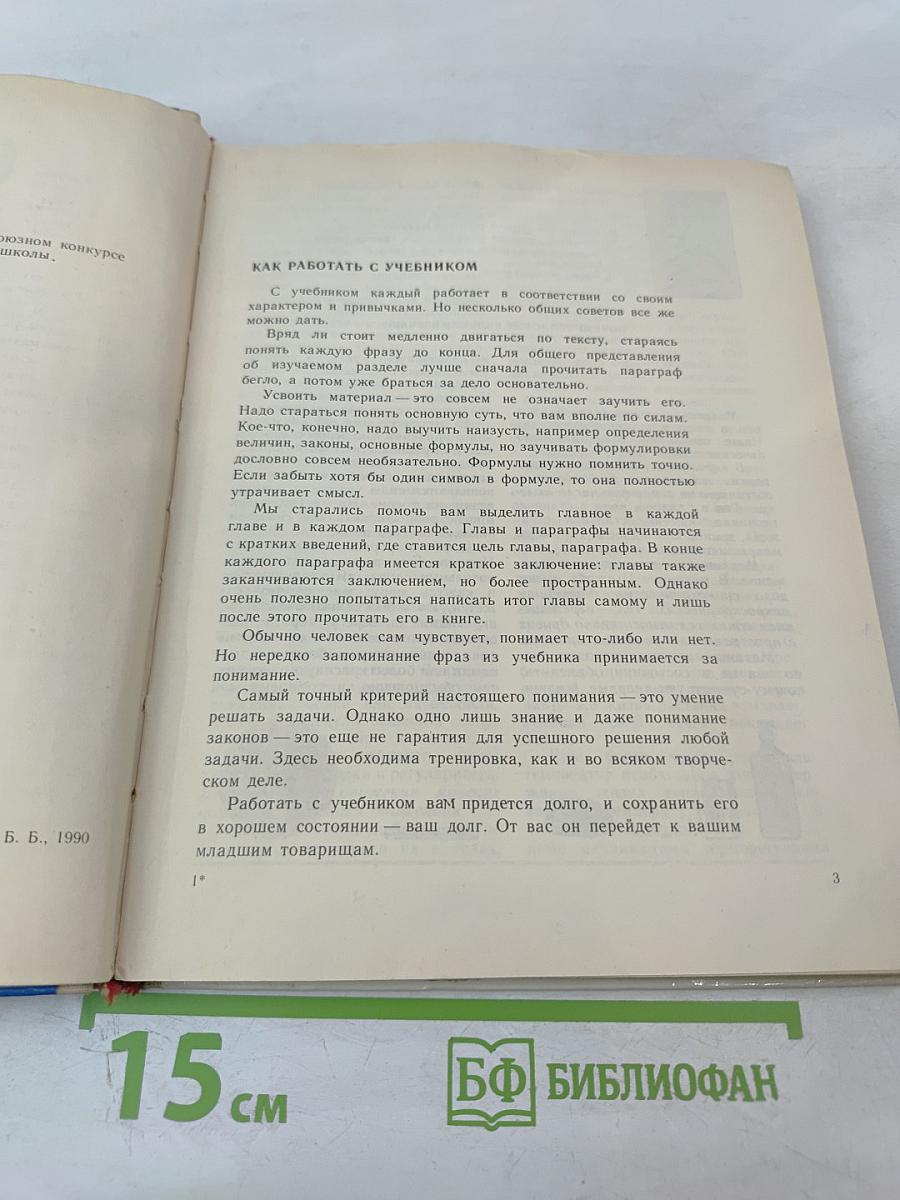 оюзном конкурсе
школы.
Б. Б., 1990
КАК РАБОТАТЬ С УЧЕБНИКОМ
С учебником каждый работает в соответствии со своим
характером и привычками. Но несколько общих советов все же
можно дать.
Вряд ли стоит медленно двигаться по тексту, стараясь
понять каждую фразу до конца. Для общего представления
об изучаемом разделе лучше сначала прочитать параграф
бегло, а потом уже браться за дело основательно.
Усвоить материал — это совсем не означает заучить его.
Надо стараться понять основную суть, что вам вполне по силам.
Кое-что, конечно, надо выучить наизусть, например определения
величин, законы, основные формулы, но заучивать формулировки
дословно совсем необязательно. Формулы нужно помнить точно.
Если забыть хотя бы один символ в формуле, то она полностью
утрачивает смысл.
Мы старались помочь вам выделить главное в каждой
главе и в каждом параграфе. Главы и параграфы начинаются
с кратких введений, где ставится цель главы, параграфа. В конце
каждого параграфа имеется краткое заключение: главы также
заканчиваются заключением, но более пространным. Однако
очень полезно попытаться написать итог главы самому и лишь
после этого прочитать его в книге.
Обычно человек сам чувствует, понимает что-либо или нет.
Но нередко запоминание фраз из учебника принимается за
понимание.
Самый точный критерий настоящего понимания — это умение
решать задачи. Однако одно лишь знание и даже понимание
законов — это еще не гарантия для успешного решения любой
задачи. Здесь необходима тренировка, как и во всяком творче-
ском деле.
Работать с учебником вам придется долго, и сохранить его
в хорошем состоянии — ваш долг. От вас он перейдет к вашим
младшим товарищам.
1*
3
15 см
БФ БИБЛИОФАН